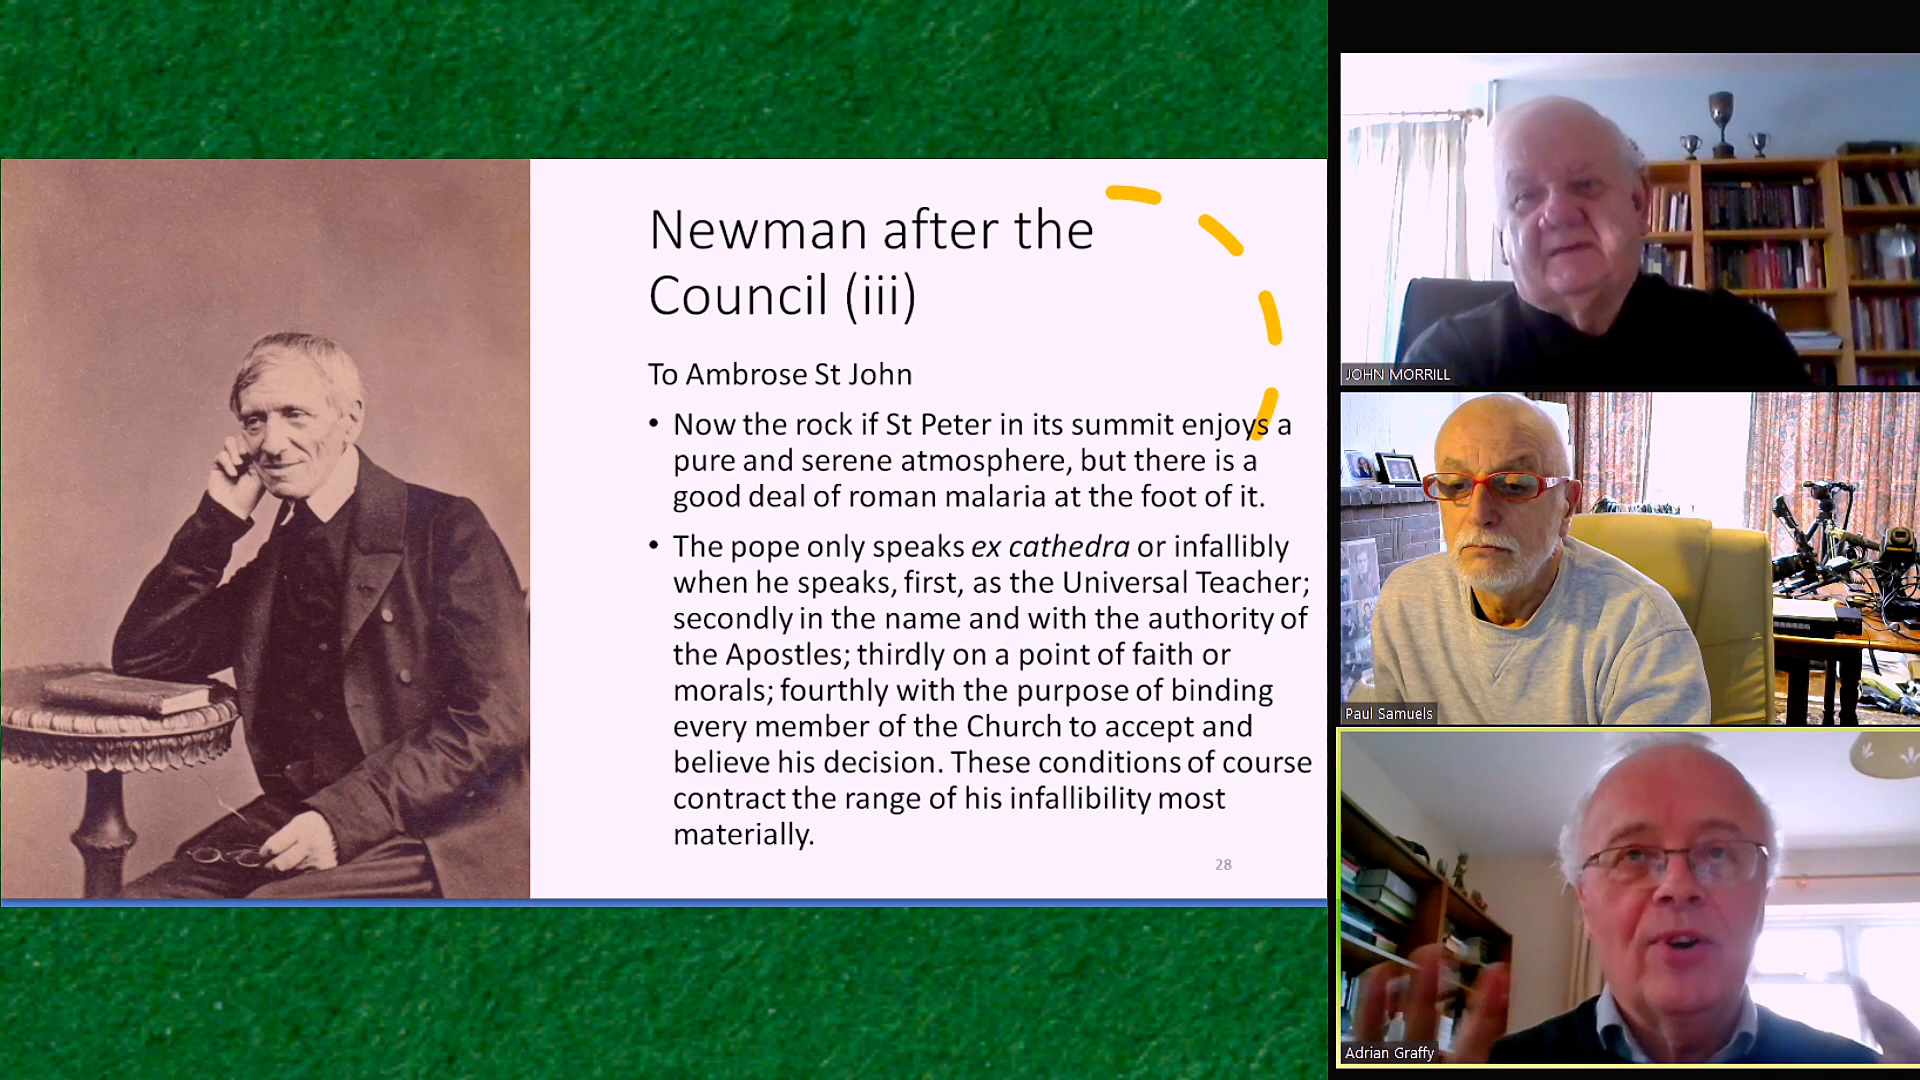 Newman after the
Council (iii)
To Ambrose St John
• Now the rock if St Peter in its summit enjoys a
pure and serene atmosphere, but there is a
good deal of roman malaria at the foot of it.
• The pope only speaks ex cathedra or infallibly
when he speaks, first, as the Universal Teacher;
secondly in the name and with the authority of
the Apostles; thirdly on a point of faith or
morals; fourthly with the purpose of binding
every member of the Church to accept and
believe his decision. These conditions of course
contract the range of his infallibility most
materially.
28
JOHN MORRILL
Paul Samuels
Adrian Graffy